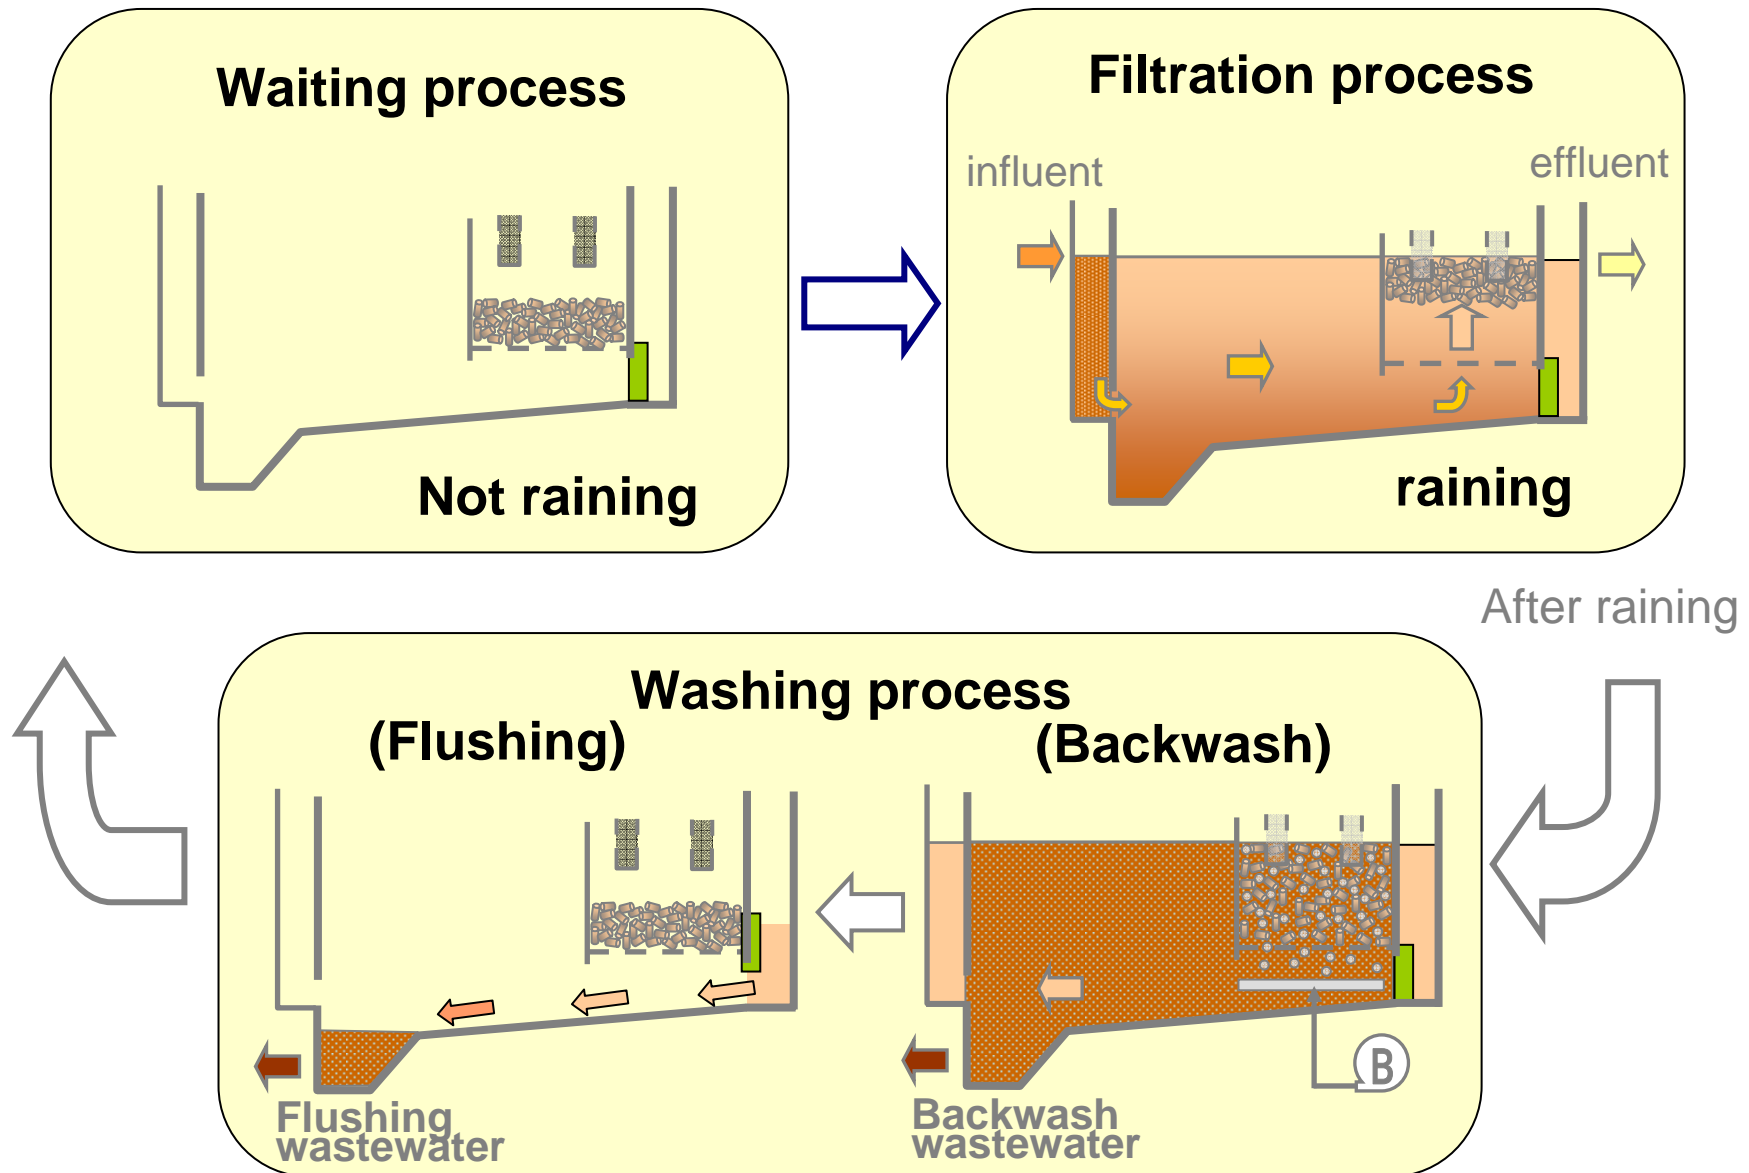 Waiting process
Not raining
Filtration process
influent
effluent
raining
After raining
Washing process
(Flushing)
(Backwash)
B
Flushing
wastewater
Backwash
wastewater